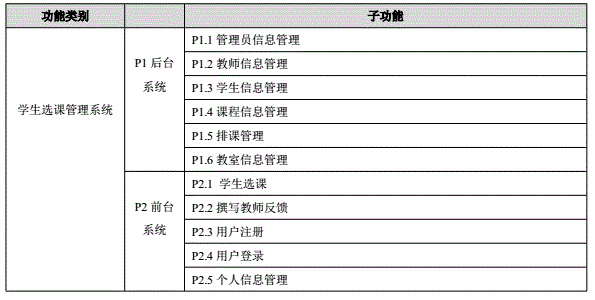 功能类别 子功能
学生选课管理系统
P1 后台
系统
P1.1 管理员信息管理
P1.2 教师信息管理
P1.3 学生信息管理
P1.4 课程信息管理
P1.5 排课管理
P1.6 教室信息管理
P2 前台
系统
P2.1 学生选课
P2.2 撰写教师反馈
P2.3 用户注册
P2.4 用户登录
P2.5 个人信息管理